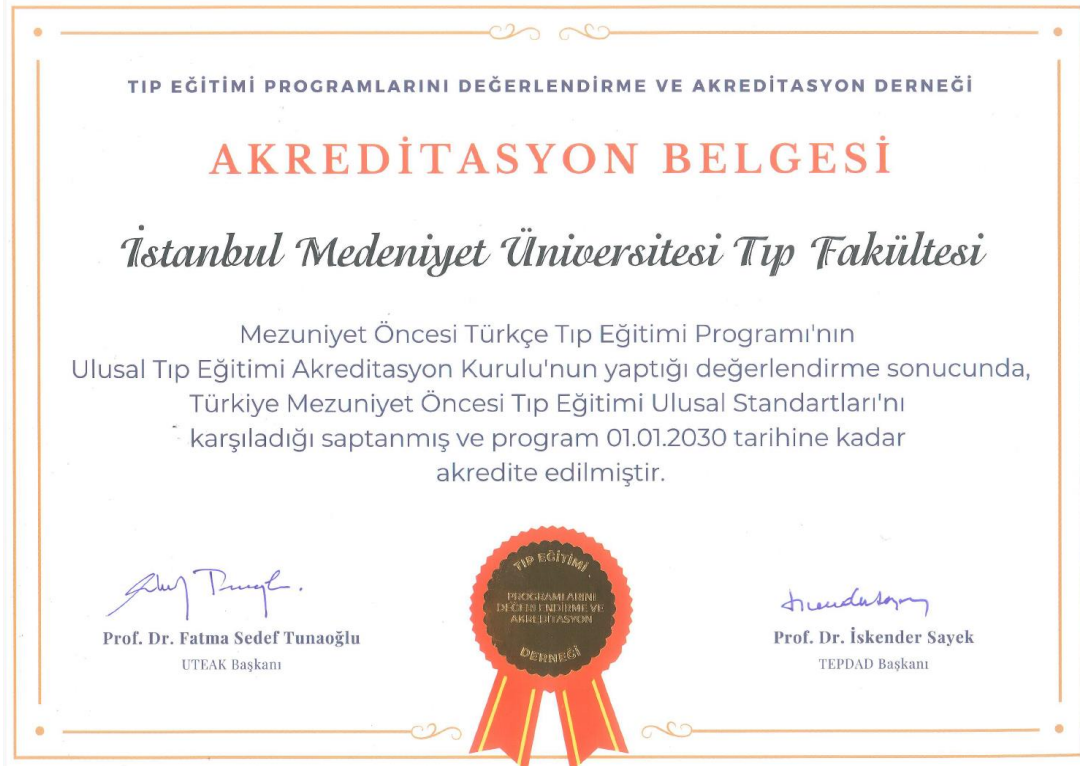 TIP EĞİTİMİ PROGRAMLARINI DEĞERLENDİRME VE AKREDİTASYON DERNEĞİ
AKREDİTASYON BELGESİ
İstanbul Medeniyet Üniversitesi Tıp Fakültesi
Mezuniyet Öncesi Türkçe Tıp Eğitimi Programı'nın
Ulusal Tıp Eğitimi Akreditasyon Kurulu'nun yaptığı değerlendirme sonucunda,
Türkiye Mezuniyet Öncesi Tıp Eğitimi Ulusal Standartları'nı
karşıladığı saptanmış ve program 01.01.2030 tarihine kadar
akredite edilmiştir.
TIP EĞİTİMİ
PROGRAMLARINI
DEĞERLENDİRME VE
AKREDİTASYON
DERNEĞİ
Prof. Dr. Fatma Sedef Tunaoğlu
UTEAK Başkanı
Prof. Dr. İskender Sayek
TEPDAD Başkanı